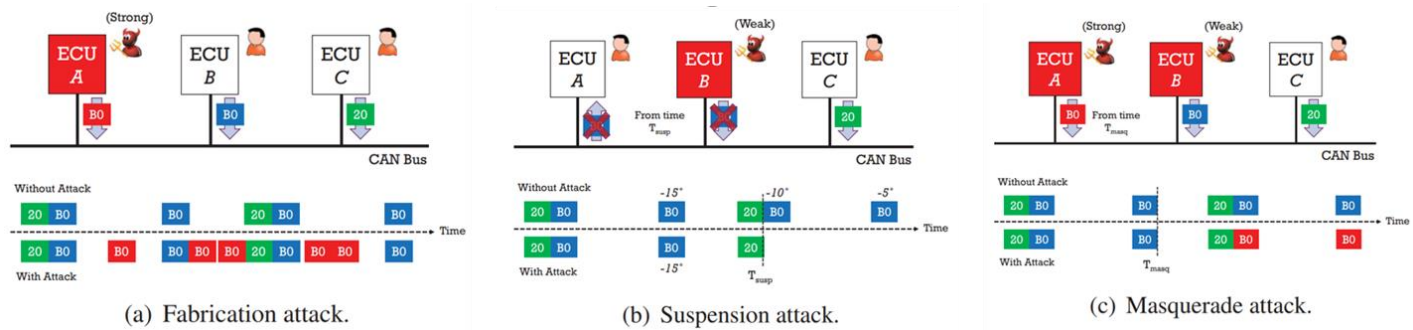 (Strong)
ECU
A
B0
ECU
B
B0
ECU
C
20
CAN Bus
Without Attack
20 B0 B0 20 B0 B0
Time
20 B0 B0 B0 B0 B0 20 B0 B0 B0 B0
With Attack
(a) Fabrication attack.
(Weak)
ECU
A
B0
ECU
B
B0
ECU
C
20
From time
Tsusp
CAN Bus
Without Attack
-15° -10° -5°
20 B0 B0 20 B0 B0
Time
20 B0 B0 20
With Attack
-15°
Tsusp
(b) Suspension attack.
(Strong)
(Weak)
ECU
A
B0
ECU
B
B0
ECU
C
20
From time
Tmasq
CAN Bus
Without Attack
20 B0 B0 20 B0 B0
Time
20 B0 B0 20 B0 B0
With Attack
Tmasq
(c) Masquerade attack.